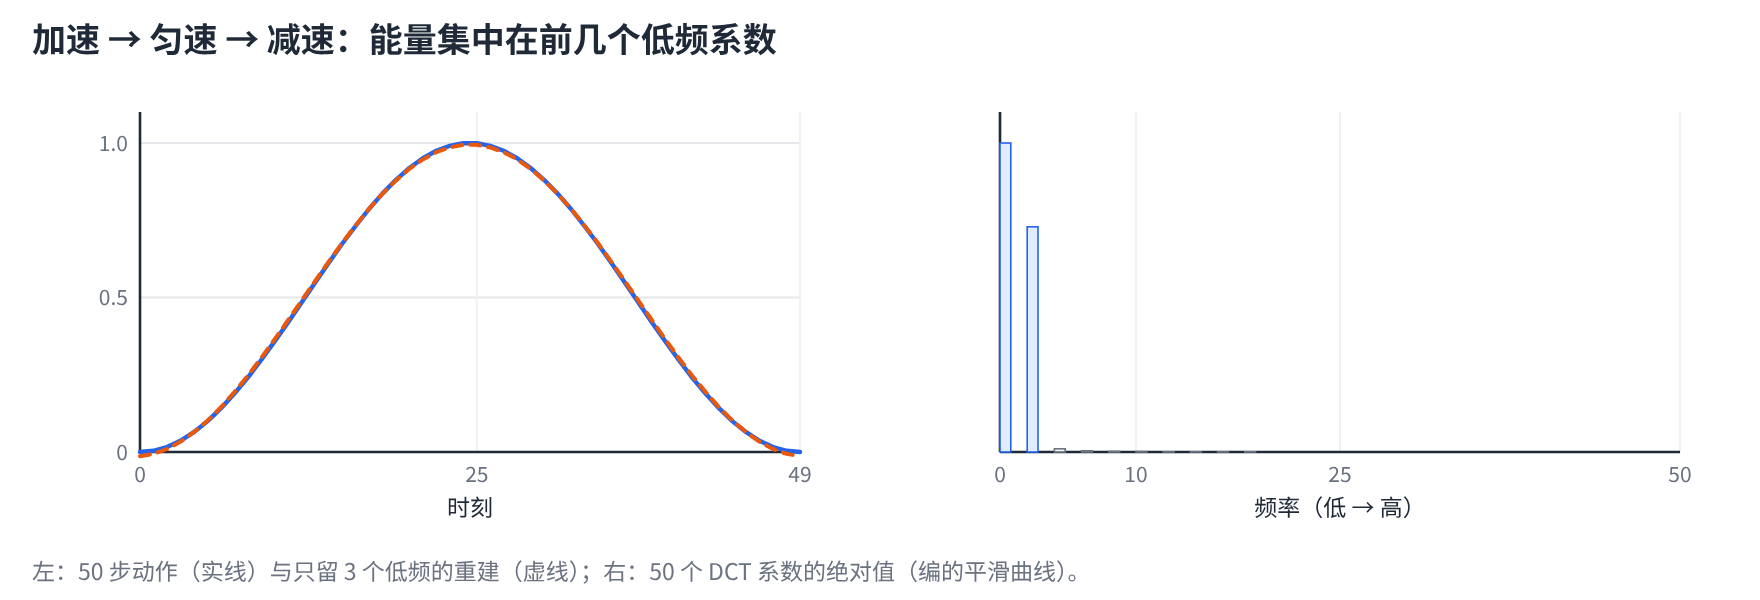 加速 → 匀速 → 减速：能量集中在前几个低频系数
1.0
0.5
0
0 25 49
时刻
0 10 25 50
频率（低 → 高）
左：50 步动作（实线）与只留 3 个低频的重建（虚线）；右：50 个 DCT 系数的绝对值（编的平滑曲线）。